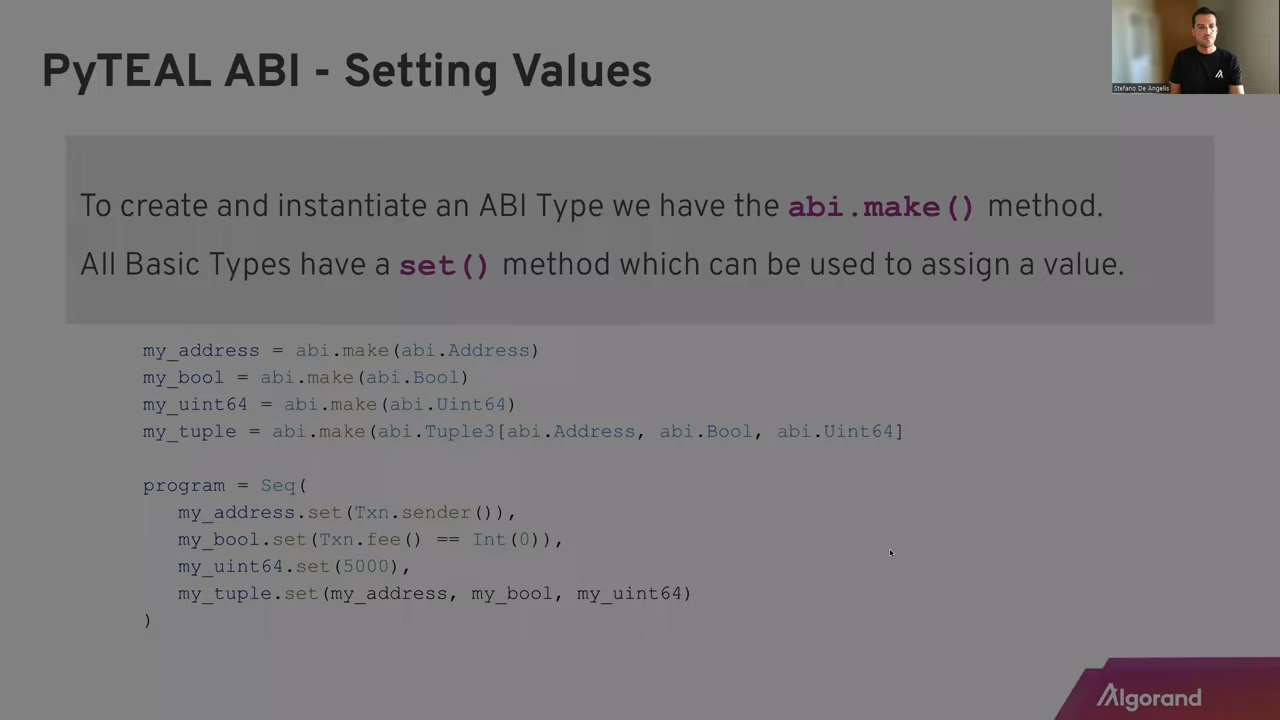 PyTEAL ABI - Setting Values
Stefano De Angelis
To create and instantiate an ABI Type we have the abi.make() method.
All Basic Types have a set() method which can be used to assign a value.
my_address = abi.make(abi.Address)
my_bool = abi.make(abi.Bool)
my_uint64 = abi.make(abi.Uint64)
my_tuple = abi.make(abi.Tuple3[abi.Address, abi.Bool, abi.Uint64]
program = Seq(
my_address.set(Txn.sender()),
my_bool.set(Txn.fee() == Int(0)),
my_uint64.set(5000),
my_tuple.set(my_address, my_bool, my_uint64)
)
Algorand